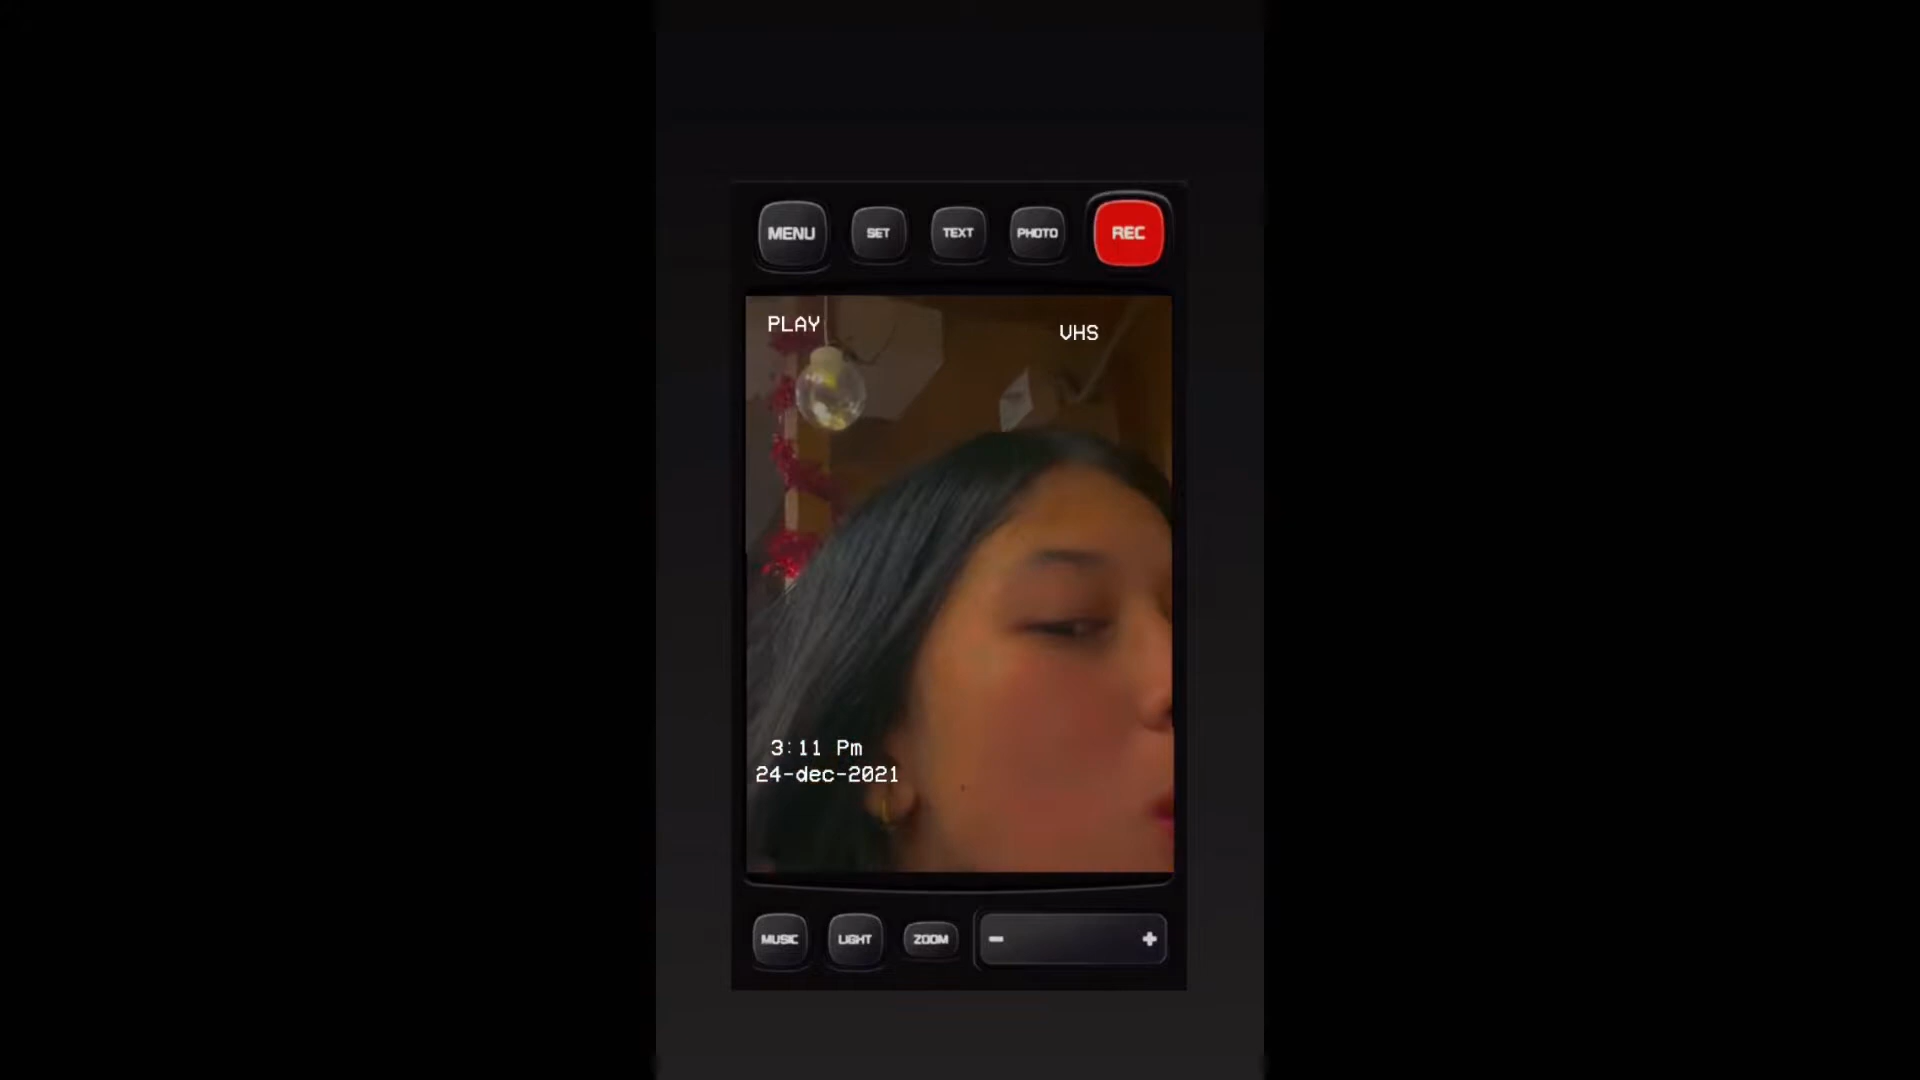 MENU SET TEXT PHOTO REC
PLAY
VHS
3:11 Pm
24-dec-2021
MUSIC LIGHT ZOOM - +